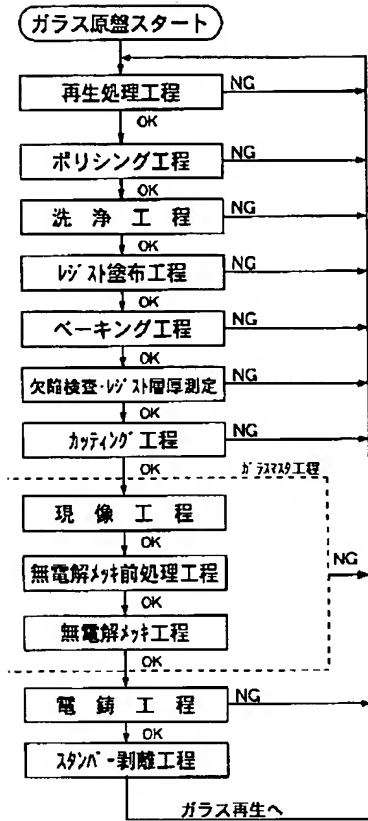 ガラス原盤スタート
再生処理工程
NG
OK
ポリシング工程
NG
OK
洗浄工程
NG
OK
レジスト塗布工程
NG
OK
ベーキング工程
NG
OK
欠陥検査・レジスト層厚測定
NG
OK
カッティング工程
NG
OK
ガラスマスタ工程
現像工程
OK
NG
無電解メッキ前処理工程
OK
無電解メッキ工程
OK
電鋳工程
NG
OK
スタンパー剥離工程
ガラス再生へ